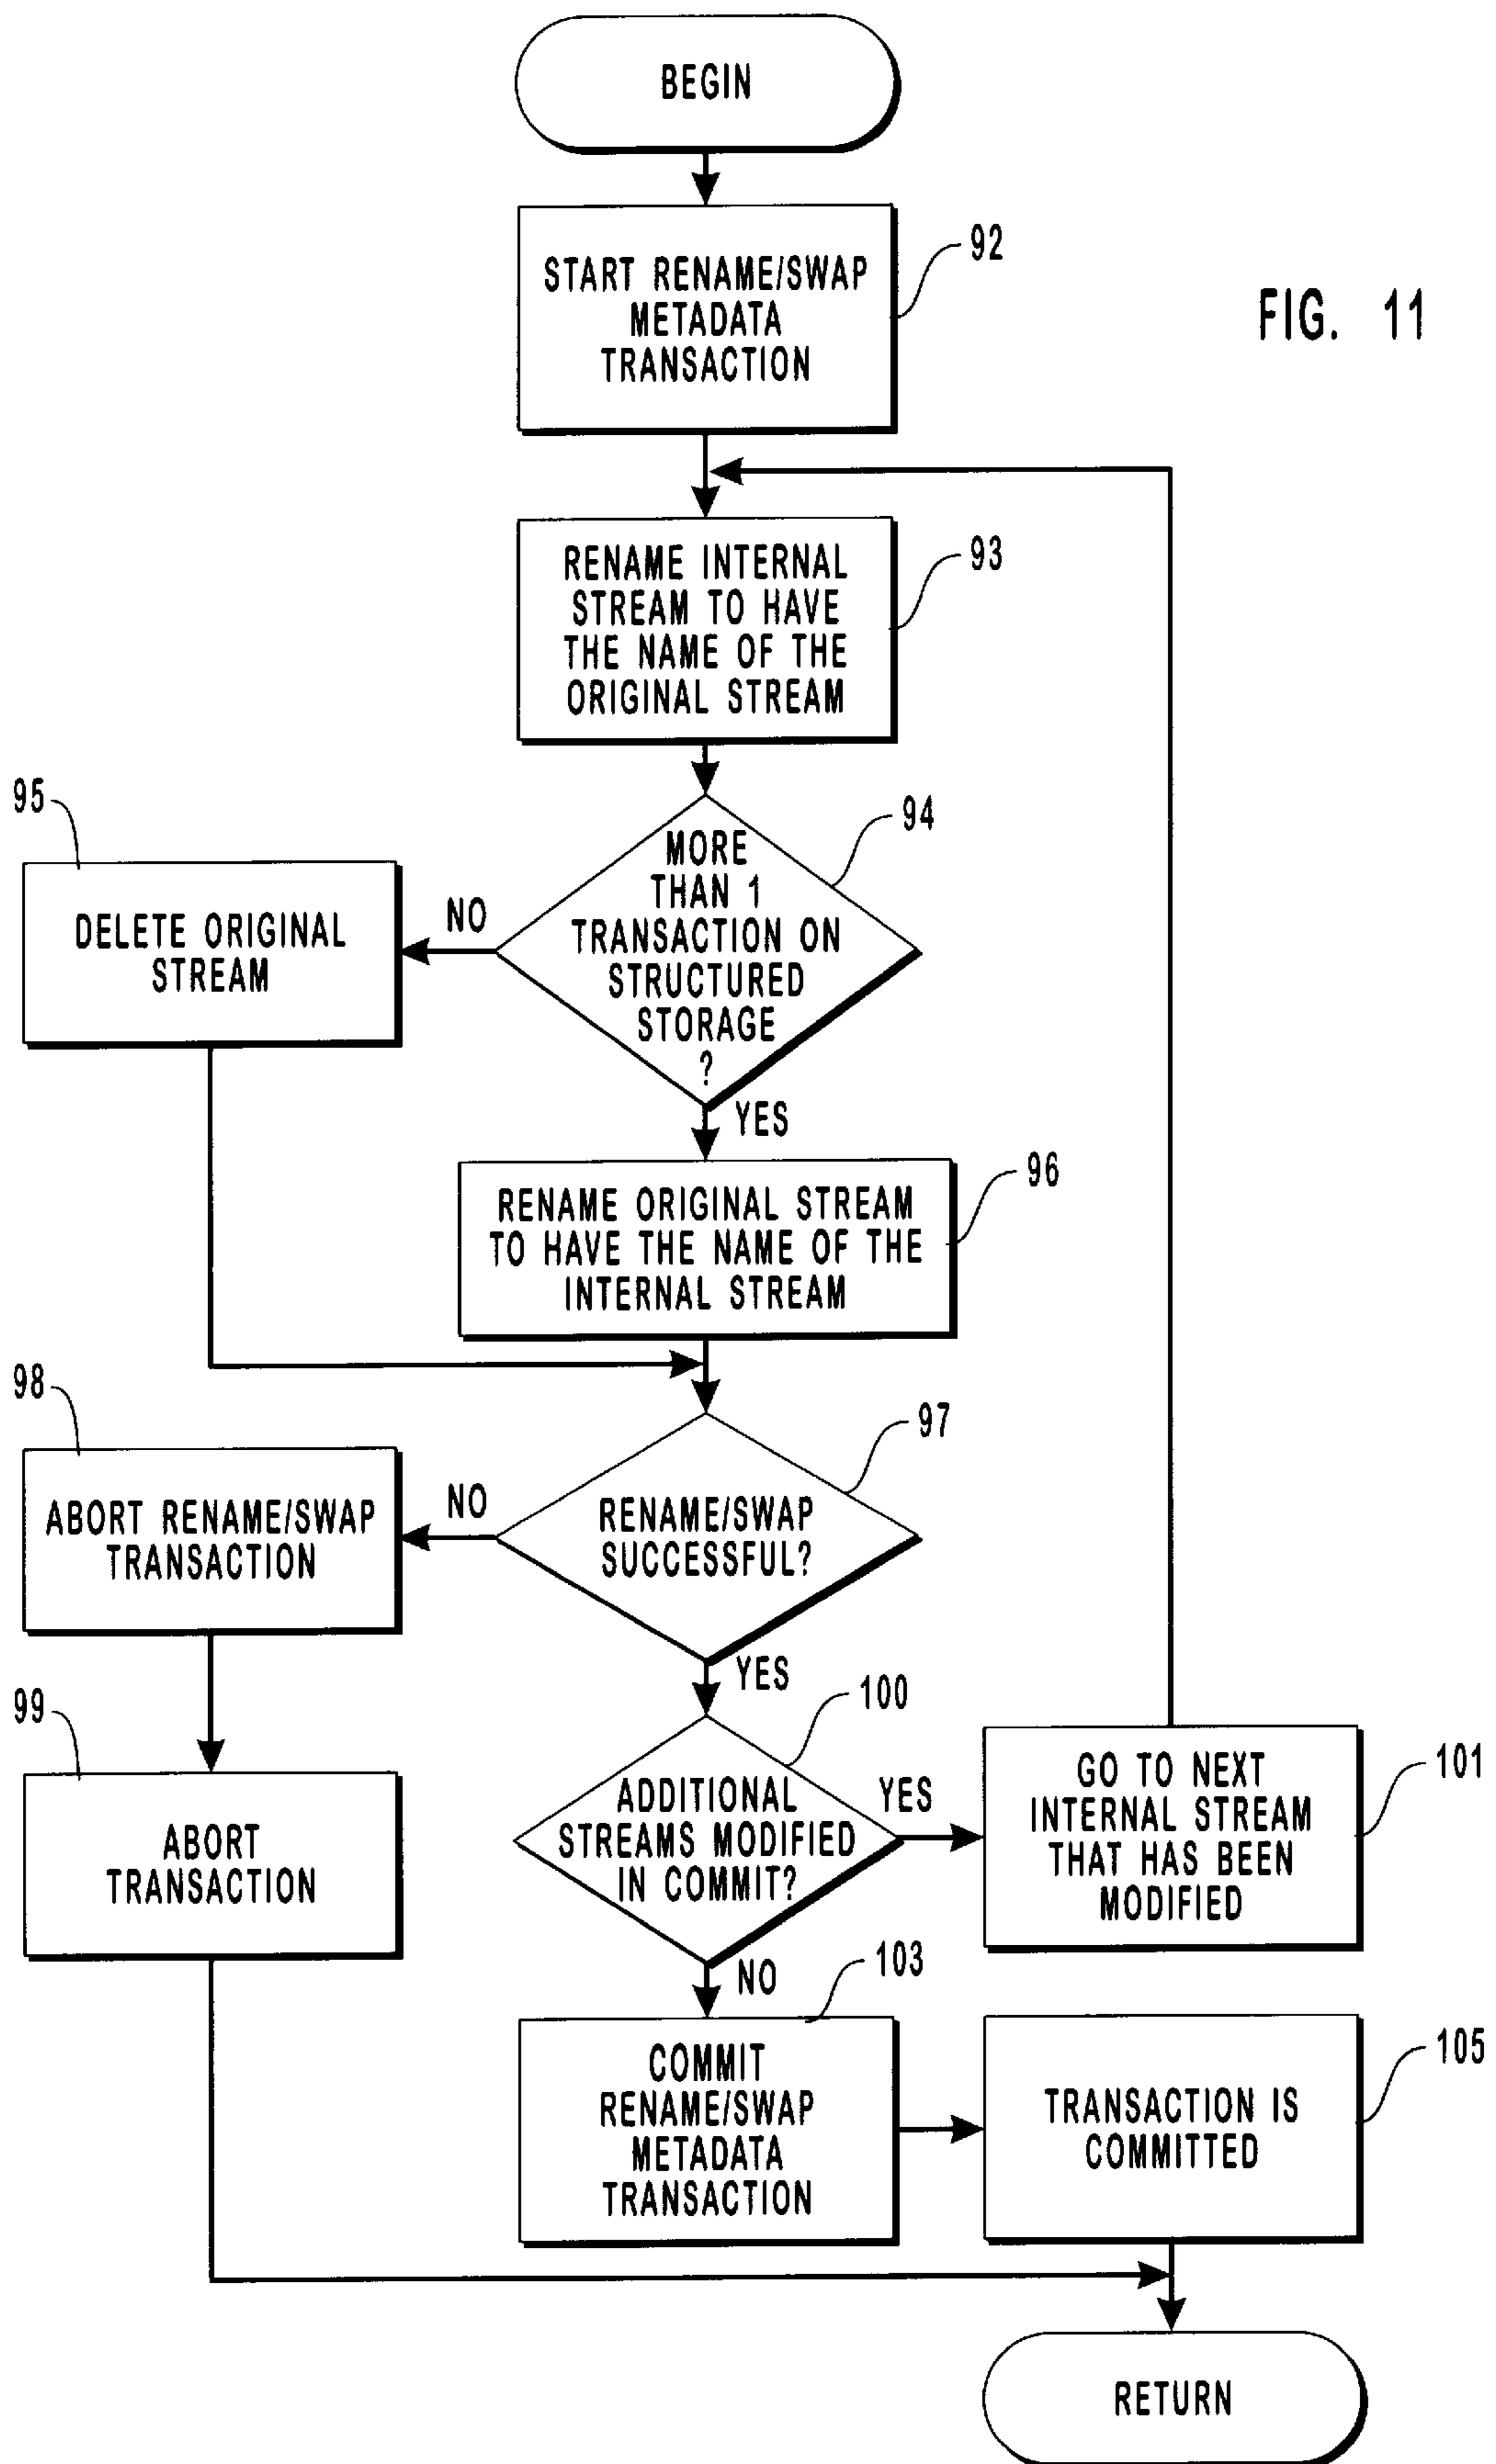 BEGIN
92
START RENAME/SWAP
METADATA
TRANSACTION
FIG. 11
93
RENAME INTERNAL
STREAM TO HAVE
THE NAME OF THE
ORIGINAL STREAM
95
94
MORE
THAN 1
TRANSACTION ON
STRUCTURED
STORAGE
?
NO
DELETE ORIGINAL
STREAM
YES
96
RENAME ORIGINAL STREAM
TO HAVE THE NAME OF THE
INTERNAL STREAM
98
97
RENAME/SWAP
SUCCESSFUL?
NO
ABORT RENAME/SWAP
TRANSACTION
YES
99
100
ABORT
TRANSACTION
ADDITIONAL
STREAMS MODIFIED
IN COMMIT?
YES
GO TO NEXT
INTERNAL STREAM
THAT HAS BEEN
MODIFIED
101
NO
103
COMMIT
RENAME/SWAP
METADATA
TRANSACTION
105
TRANSACTION IS
COMMITTED
RETURN